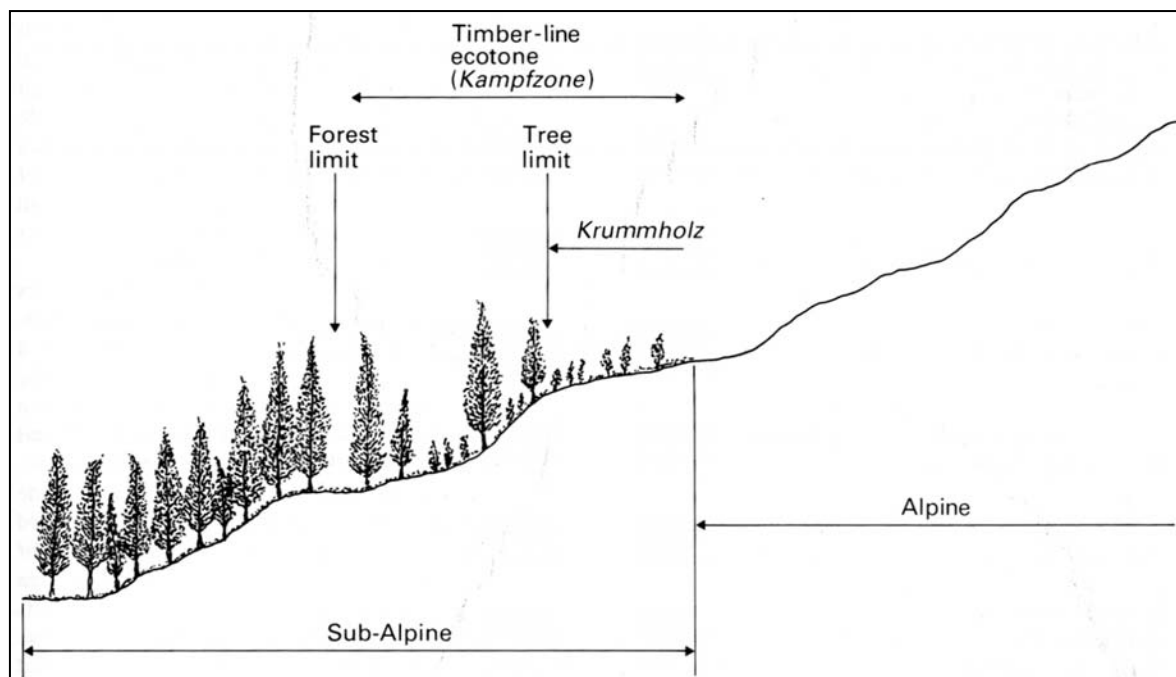 Timber-line
ecotone
(Kampfzone)
Forest
limit
Tree
limit
Krummholz
Alpine
Sub-Alpine